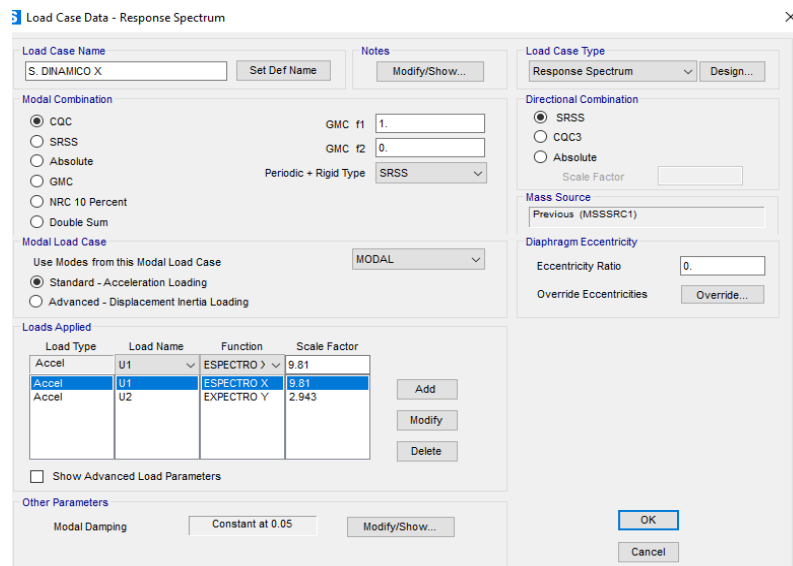 Load Case Data - Response Spectrum
Load Case Name
S. DINAMICO X
Set Def Name
Notes
Modify/Show...
Load Case Type
Response Spectrum
Design...
Modal Combination
CQC
SRSS
Absolute
GMC
NRC 10 Percent
Double Sum
GMC f1 1.
GMC f2 0.
Periodic + Rigid Type SRSS
Directional Combination
SRSS
CQC3
Absolute
Scale Factor
Mass Source
Previous (MSSSRC1)
Modal Load Case
Use Modes from this Modal Load Case MODAL
Standard - Acceleration Loading
Advanced - Displacement Inertia Loading
Diaphragm Eccentricity
Eccentricity Ratio 0.
Override Eccentricities Override...
Loads Applied
Load Type Load Name Function Scale Factor
Accel U1 ESPECTRO 9.81
Accel U1 ESPECTRO X 9.81
Accel U2 EXPECTRO Y 2.943
Add
Modify
Delete
Show Advanced Load Parameters
Other Parameters
Modal Damping Constant at 0.05 Modify/Show...
OK
Cancel